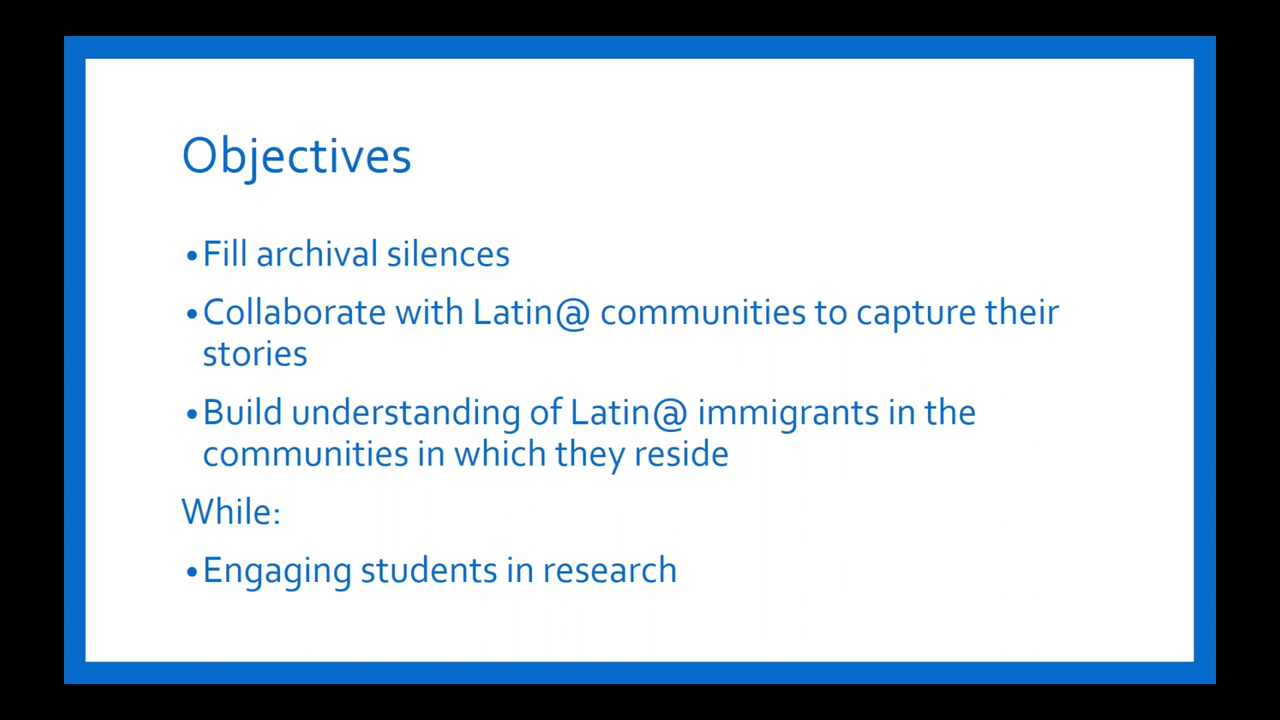 Objectives
•Fill archival silences
•Collaborate with Latin@ communities to capture their
stories
•Build understanding of Latin@ immigrants in the
communities in which they reside
While:
•Engaging students in research